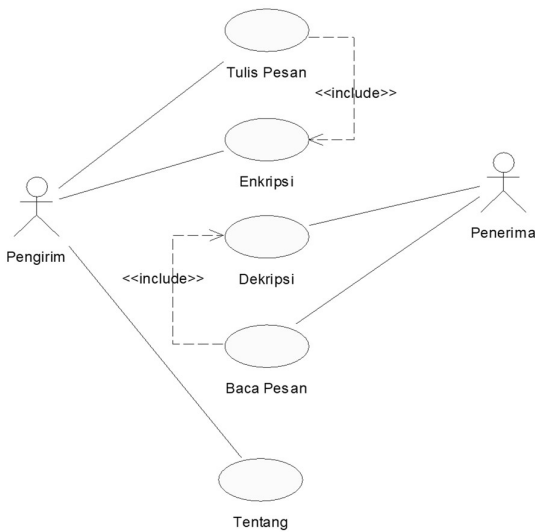 Tulis Pesan
<<include>>
Enkripsi
Pengirim
Penerima
<<include>>
Dekripsi
Baca Pesan
Tentang